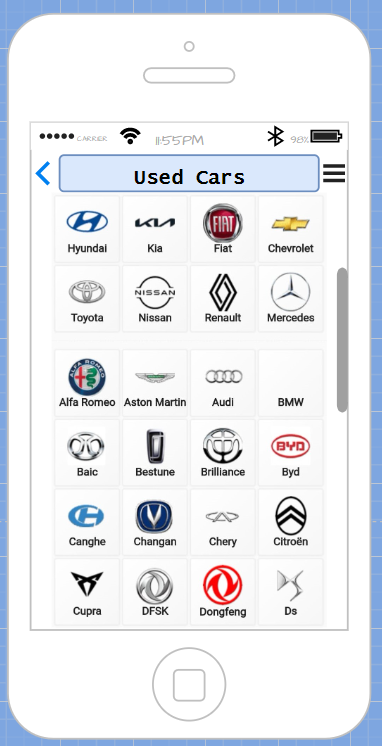 CARRIER 11:55PM 98%
Used Cars
KIA FIAT
Hyundai Kia Fiat Chevrolet
NISSAN
Toyota Nissan Renault Mercedes
ALFA ROMEO
Alfa Romeo Aston Martin Audi BMW
BYD
Baic Bestune Brilliance Byd
Canghe Changan Chery Citroën
Cupra DFSK Dongfeng Ds